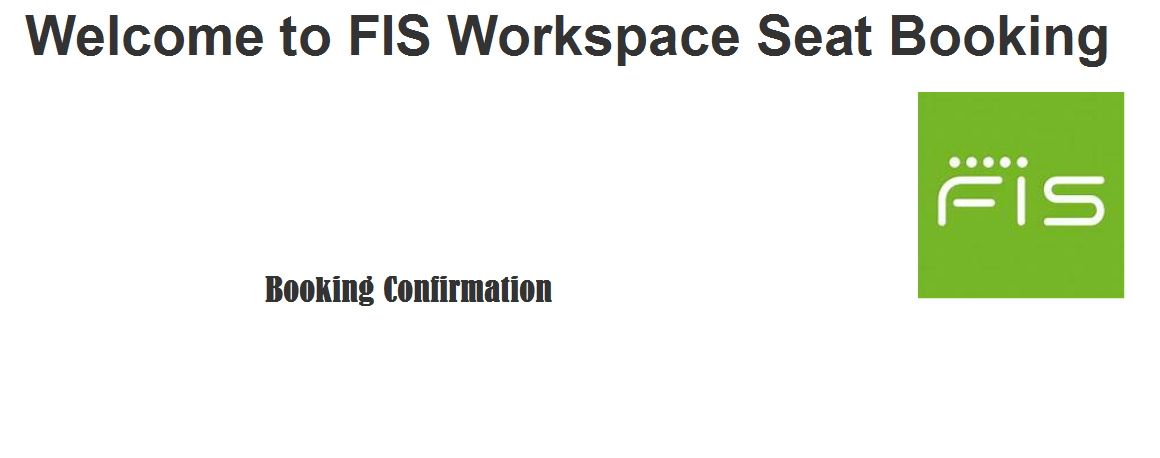 Welcome to FIS Workspace Seat Booking
FIS
Booking Confirmation